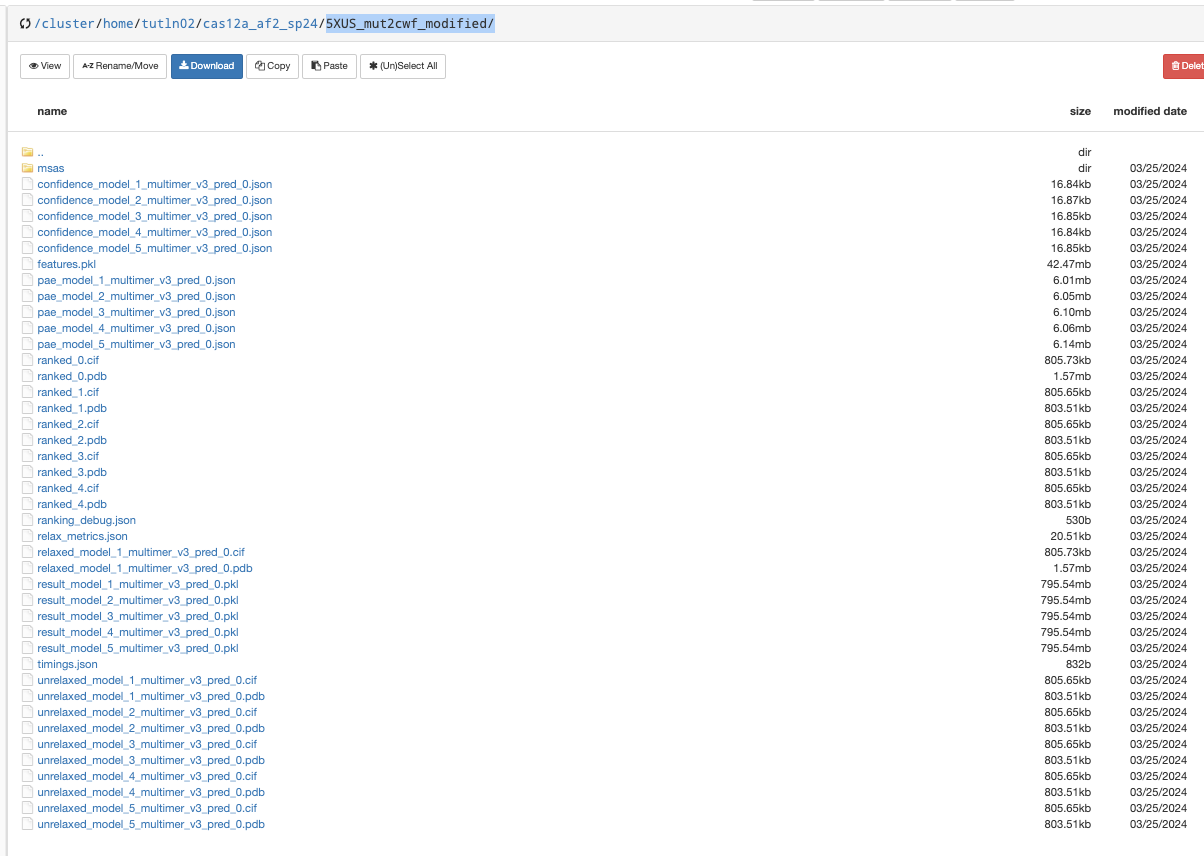 /cluster/home/tutln02/cas12a_af2_sp24/5XUS_mut2cwf_modified/
View A-Z Rename/Move Download Copy Paste (Un)Select All Delet
name size modified date
.. dir
msas dir 03/25/2024
confidence_model_1_multimer_v3_pred_0.json 16.84kb 03/25/2024
confidence_model_2_multimer_v3_pred_0.json 16.87kb 03/25/2024
confidence_model_3_multimer_v3_pred_0.json 16.85kb 03/25/2024
confidence_model_4_multimer_v3_pred_0.json 16.84kb 03/25/2024
confidence_model_5_multimer_v3_pred_0.json 16.85kb 03/25/2024
features.pkl 42.47mb 03/25/2024
pae_model_1_multimer_v3_pred_0.json 6.01mb 03/25/2024
pae_model_2_multimer_v3_pred_0.json 6.05mb 03/25/2024
pae_model_3_multimer_v3_pred_0.json 6.10mb 03/25/2024
pae_model_4_multimer_v3_pred_0.json 6.06mb 03/25/2024
pae_model_5_multimer_v3_pred_0.json 6.14mb 03/25/2024
ranked_0.cif 805.73kb 03/25/2024
ranked_0.pdb 1.57mb 03/25/2024
ranked_1.cif 805.65kb 03/25/2024
ranked_1.pdb 803.51kb 03/25/2024
ranked_2.cif 805.65kb 03/25/2024
ranked_2.pdb 803.51kb 03/25/2024
ranked_3.cif 805.65kb 03/25/2024
ranked_3.pdb 803.51kb 03/25/2024
ranked_4.cif 805.65kb 03/25/2024
ranked_4.pdb 803.51kb 03/25/2024
ranking_debug.json 530b 03/25/2024
relax_metrics.json 20.51kb 03/25/2024
relaxed_model_1_multimer_v3_pred_0.cif 805.73kb 03/25/2024
relaxed_model_1_multimer_v3_pred_0.pdb 1.57mb 03/25/2024
result_model_1_multimer_v3_pred_0.pkl 795.54mb 03/25/2024
result_model_2_multimer_v3_pred_0.pkl 795.54mb 03/25/2024
result_model_3_multimer_v3_pred_0.pkl 795.54mb 03/25/2024
result_model_4_multimer_v3_pred_0.pkl 795.54mb 03/25/2024
result_model_5_multimer_v3_pred_0.pkl 795.54mb 03/25/2024
timings.json 832b 03/25/2024
unrelaxed_model_1_multimer_v3_pred_0.cif 805.65kb 03/25/2024
unrelaxed_model_1_multimer_v3_pred_0.pdb 803.51kb 03/25/2024
unrelaxed_model_2_multimer_v3_pred_0.cif 805.65kb 03/25/2024
unrelaxed_model_2_multimer_v3_pred_0.pdb 803.51kb 03/25/2024
unrelaxed_model_3_multimer_v3_pred_0.cif 805.65kb 03/25/2024
unrelaxed_model_3_multimer_v3_pred_0.pdb 803.51kb 03/25/2024
unrelaxed_model_4_multimer_v3_pred_0.cif 805.65kb 03/25/2024
unrelaxed_model_4_multimer_v3_pred_0.pdb 803.51kb 03/25/2024
unrelaxed_model_5_multimer_v3_pred_0.cif 805.65kb 03/25/2024
unrelaxed_model_5_multimer_v3_pred_0.pdb 803.51kb 03/25/2024